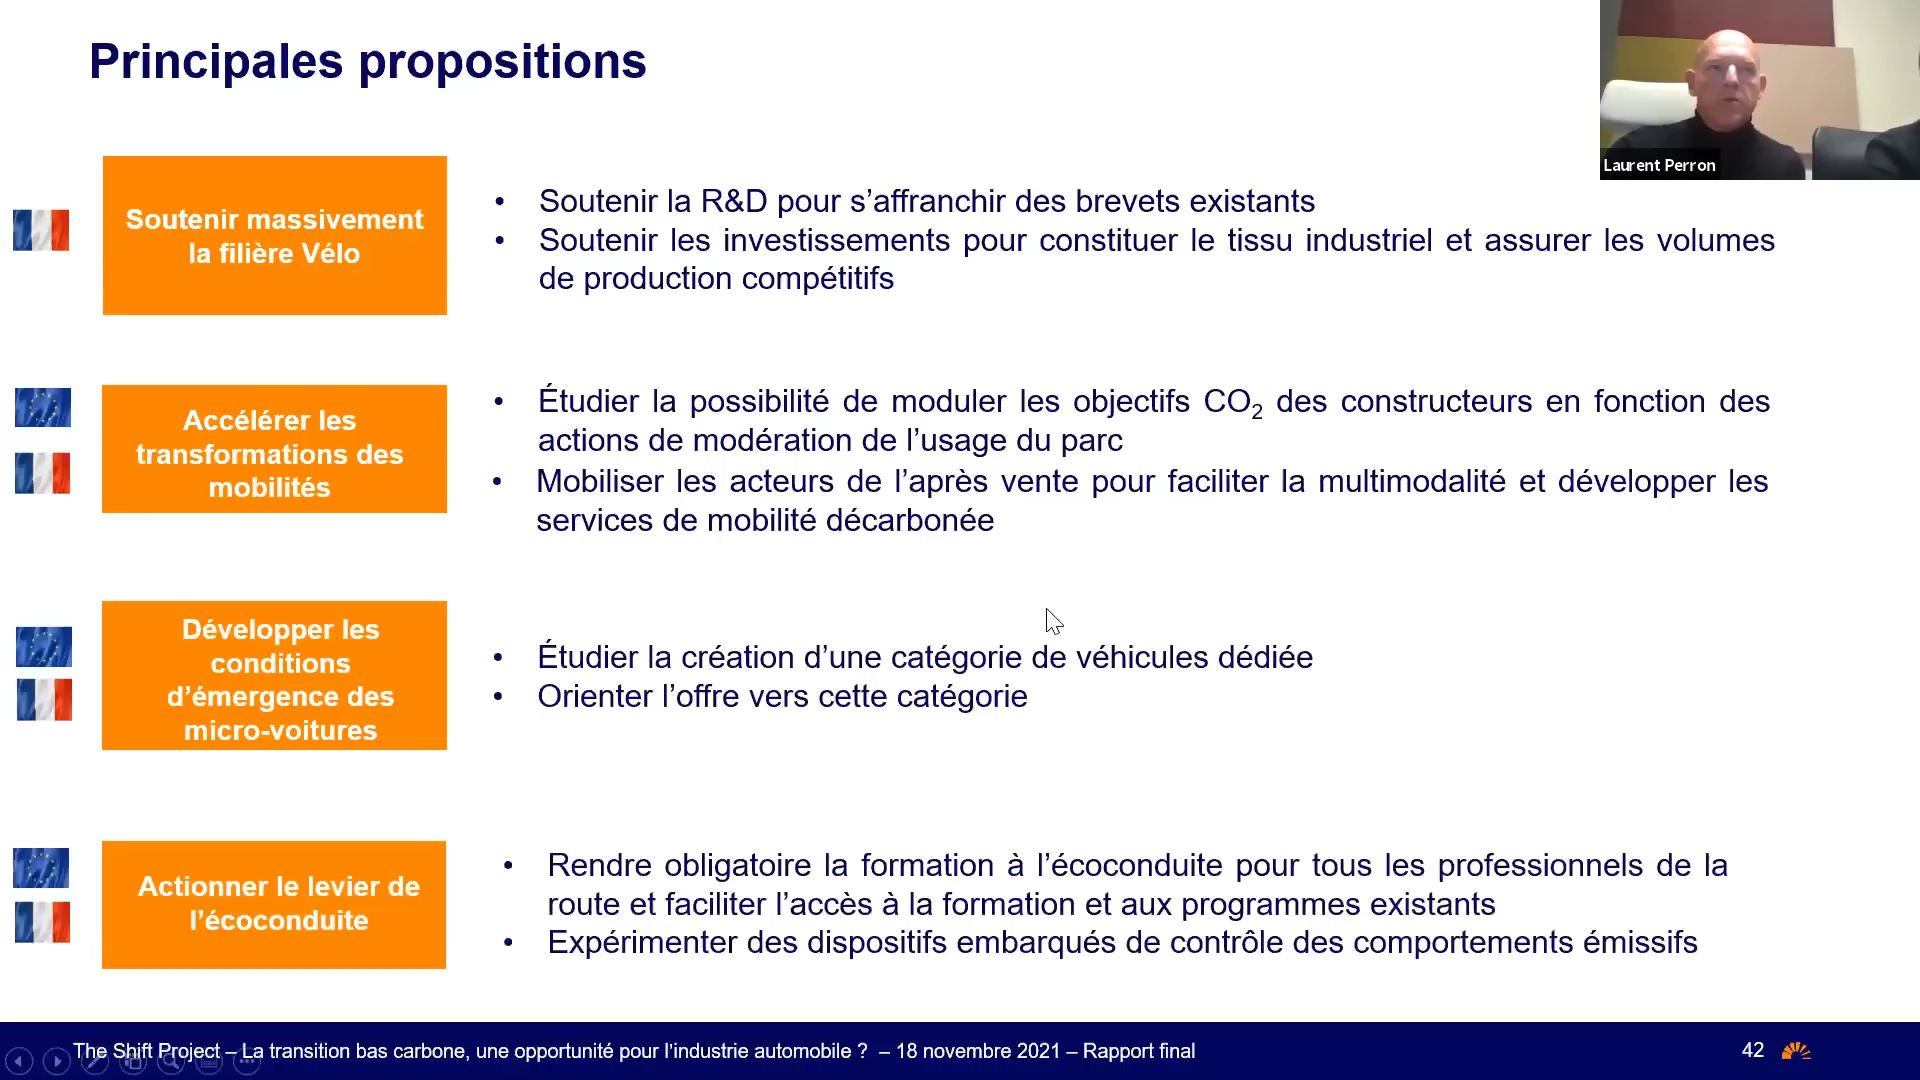 Principales propositions
Laurent Perron
Soutenir massivement
la filière Vélo
• Soutenir la R&D pour s’affranchir des brevets existants
• Soutenir les investissements pour constituer le tissu industriel et assurer les volumes
de production compétitifs
Accélérer les
transformations des
mobilités
• Étudier la possibilité de moduler les objectifs CO₂ des constructeurs en fonction des
actions de modération de l’usage du parc
• Mobiliser les acteurs de l’après vente pour faciliter la multimodalité et développer les
services de mobilité décarbonée
Développer les
conditions
d’émergence des
micro-voitures
• Étudier la création d’une catégorie de véhicules dédiée
• Orienter l’offre vers cette catégorie
Actionner le levier de
l’écoconduite
• Rendre obligatoire la formation à l’écoconduite pour tous les professionnels de la
route et faciliter l’accès à la formation et aux programmes existants
• Expérimenter des dispositifs embarqués de contrôle des comportements émissifs
The Shift Project – La transition bas carbone, une opportunité pour l’industrie automobile ? – 18 novembre 2021 – Rapport final
42